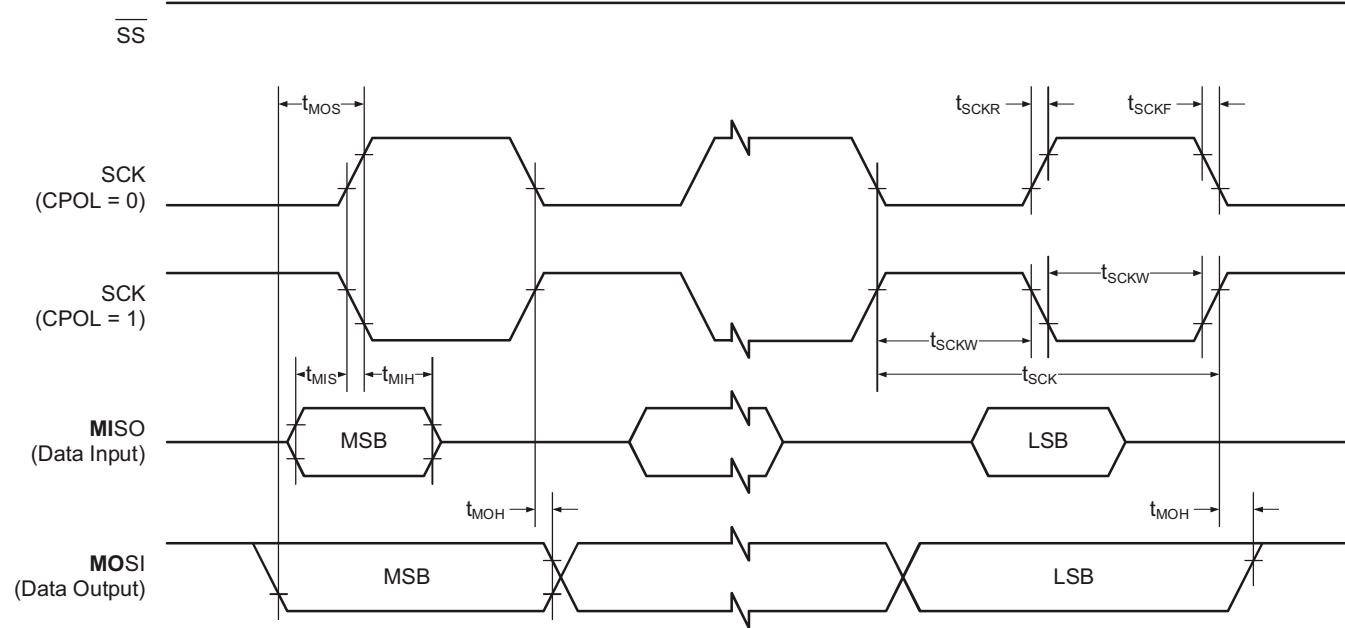 SS
tMOS
tSCKR
tSCKF
SCK
(CPOL = 0)
SCK
(CPOL = 1)
tSCKW
tSCKW
tSCK
tMIS
tMIH
MISO
(Data Input)
MSB
LSB
tMOH
tMOH
MOSI
(Data Output)
MSB
LSB